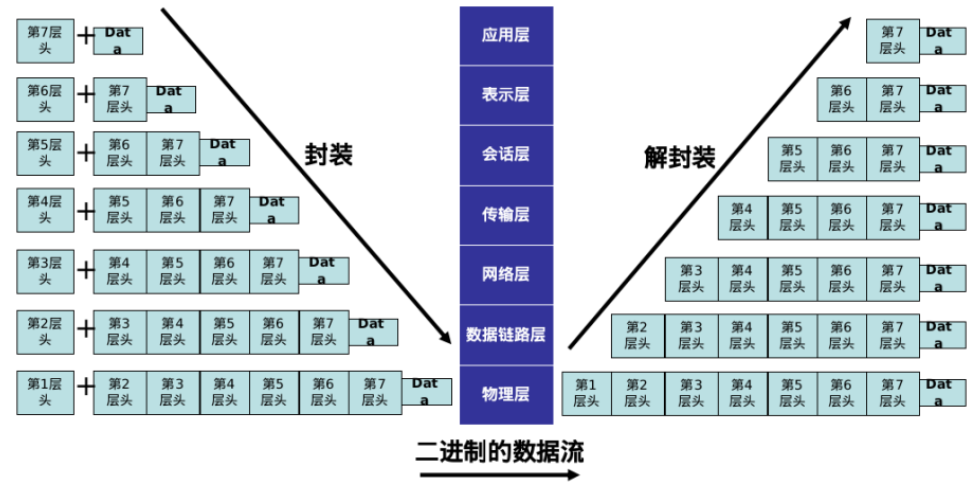 第7层头 + Data 应用层 第7层头 Data
第6层头 + 第7层头 Data 表示层 第6层头 第7层头 Data
第5层头 + 第6层头 第7层头 Data 封装 会话层 解封装 第5层头 第6层头 第7层头 Data
第4层头 + 第5层头 第6层头 第7层头 Data 传输层 第4层头 第5层头 第6层头 第7层头 Data
第3层头 + 第4层头 第5层头 第6层头 第7层头 Data 网络层 第3层头 第4层头 第5层头 第6层头 第7层头 Data
第2层头 + 第3层头 第4层头 第5层头 第6层头 第7层头 Data 数据链路层 第2层头 第3层头 第4层头 第5层头 第6层头 第7层头 Data
第1层头 + 第2层头 第3层头 第4层头 第5层头 第6层头 第7层头 Data 物理层 第1层头 第2层头 第3层头 第4层头 第5层头 第6层头 第7层头 Data
二进制的数据流